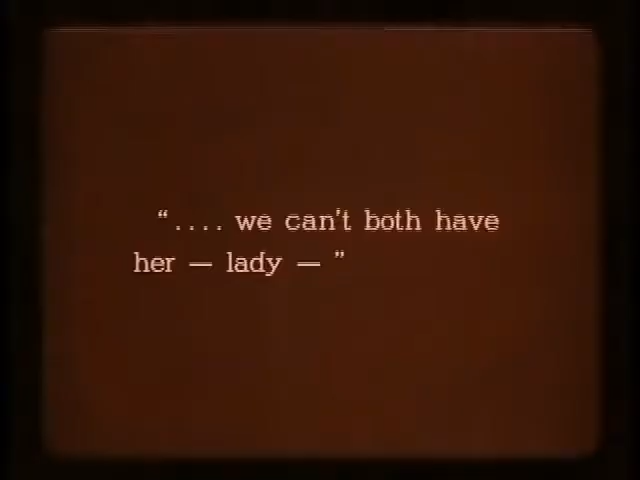 “.... we can't both have
her — lady — ”